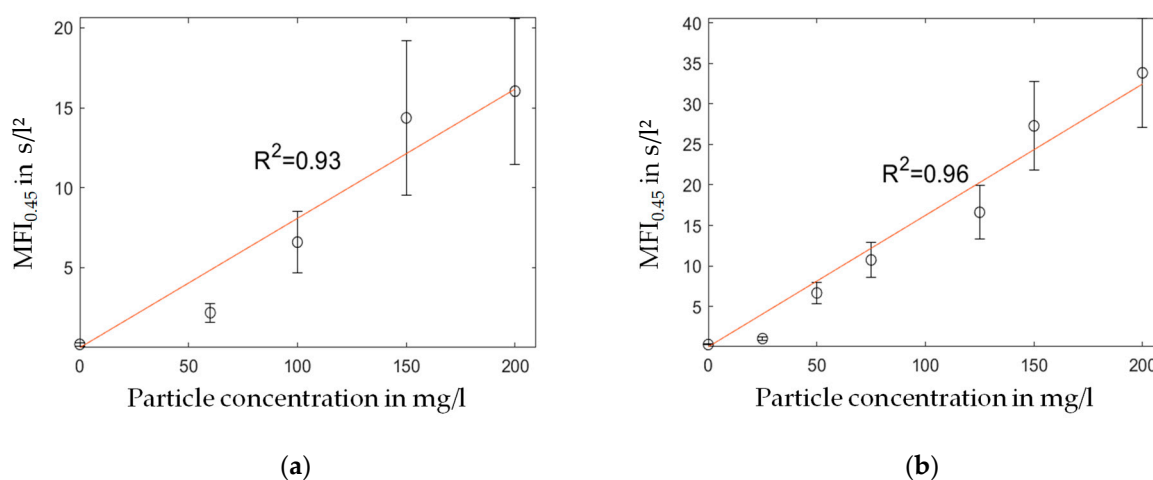 20
15
10
5
MFI0.45 in s/l²
R²=0.93
0 50 100 150 200
Particle concentration in mg/l
(a)
40
35
30
25
20
15
10
5
MFI0.45 in s/l²
R²=0.96
0 50 100 150 200
Particle concentration in mg/l
(b)